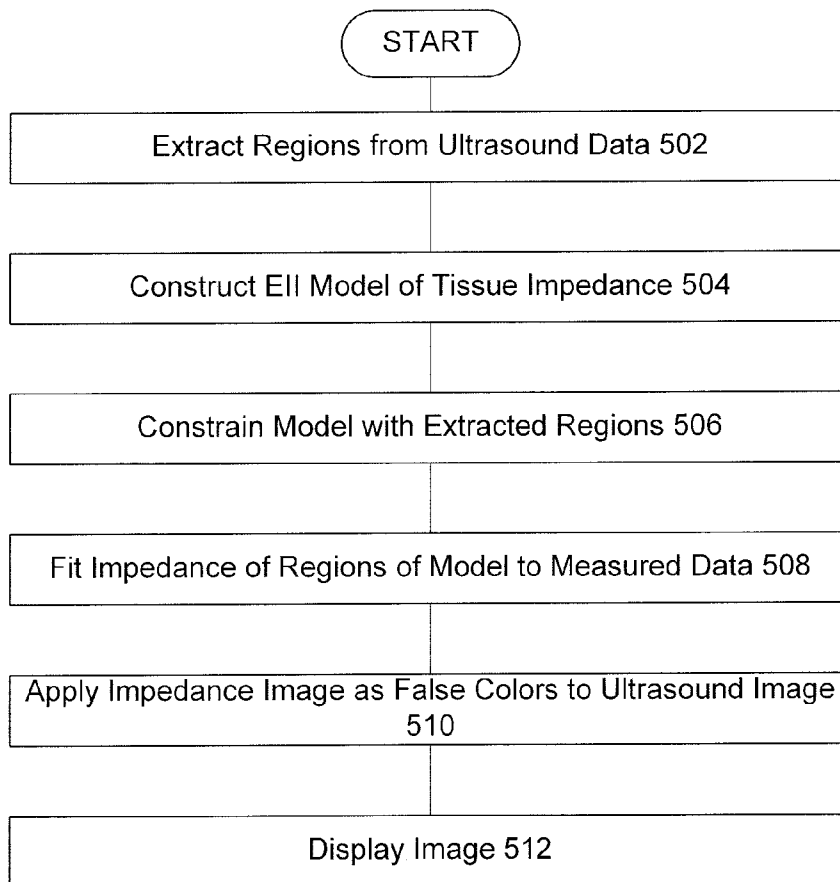 START
Extract Regions from Ultrasound Data 502
Construct EII Model of Tissue Impedance 504
Constrain Model with Extracted Regions 506
Fit Impedance of Regions of Model to Measured Data 508
Apply Impedance Image as False Colors to Ultrasound Image
510
Display Image 512